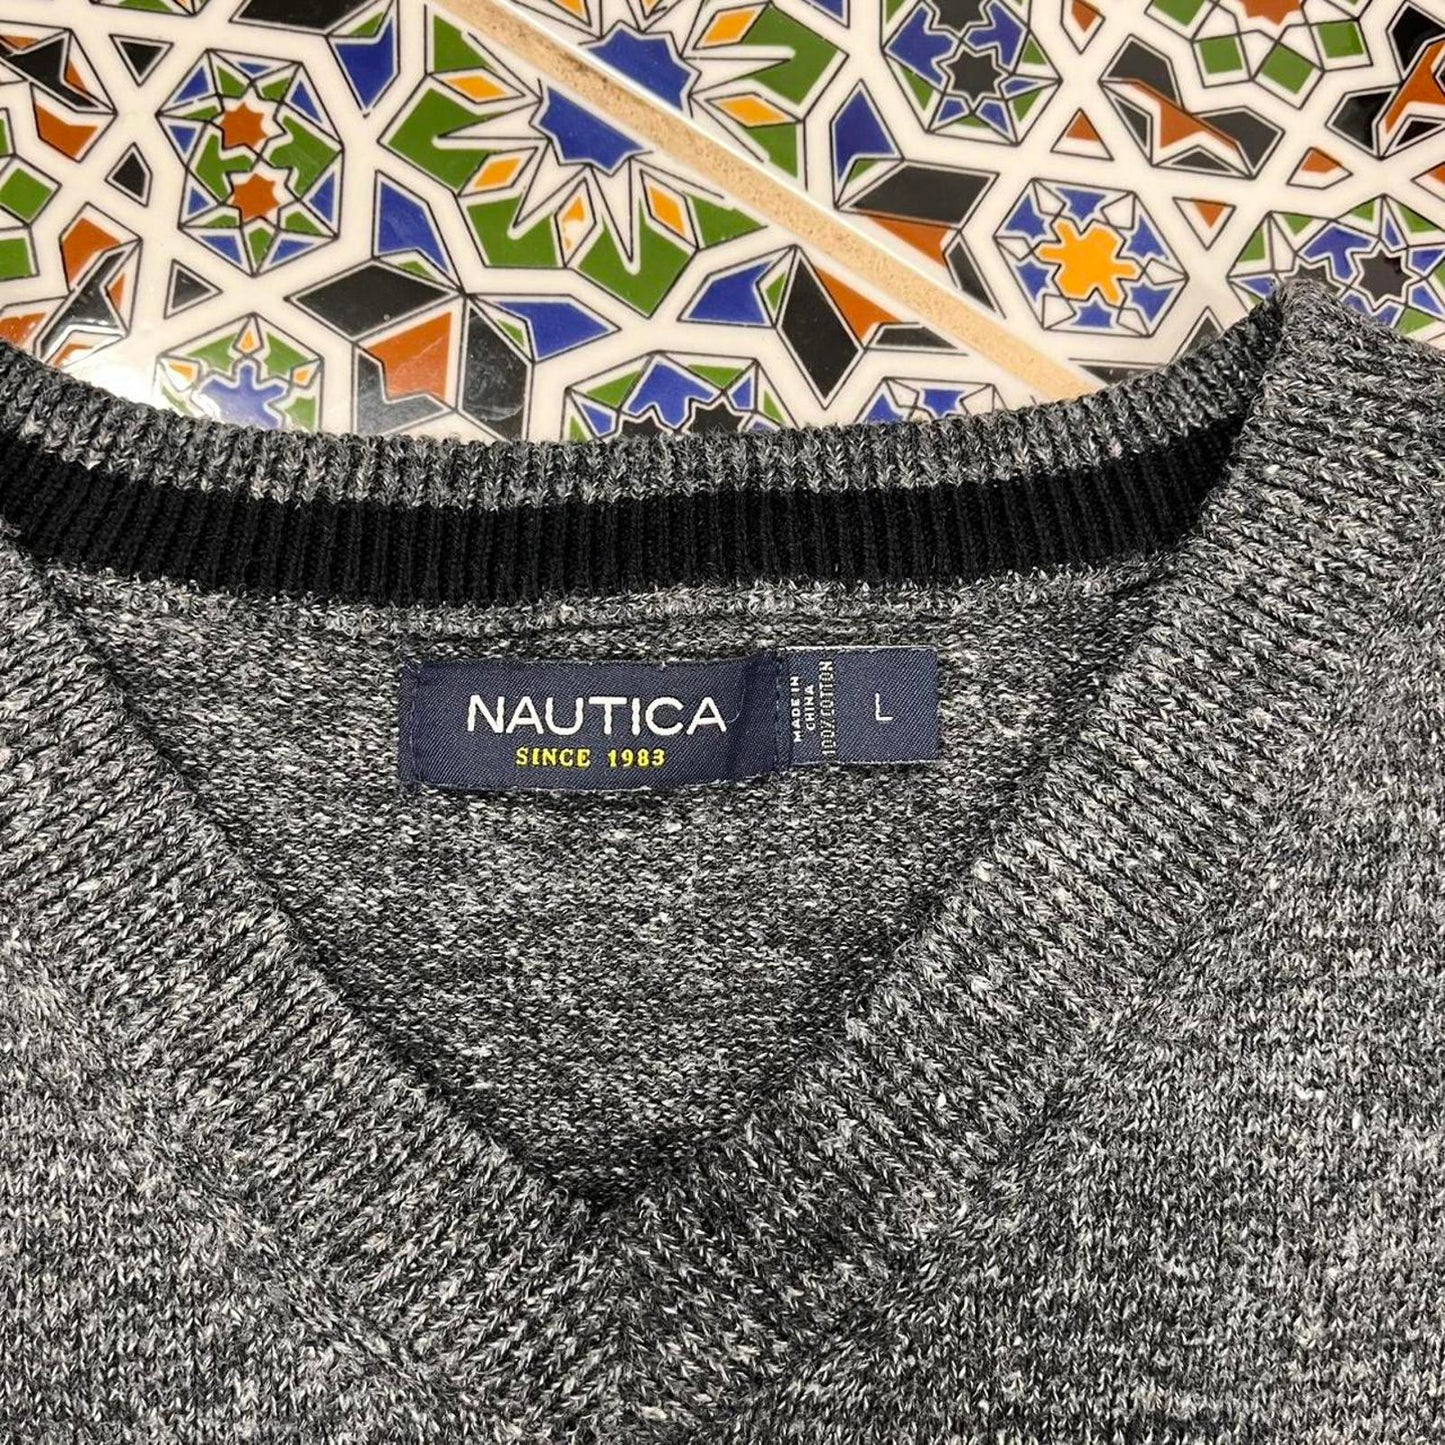 NAUTICA
SINCE 1983
MADE IN
CHINA
100% COTTON
L